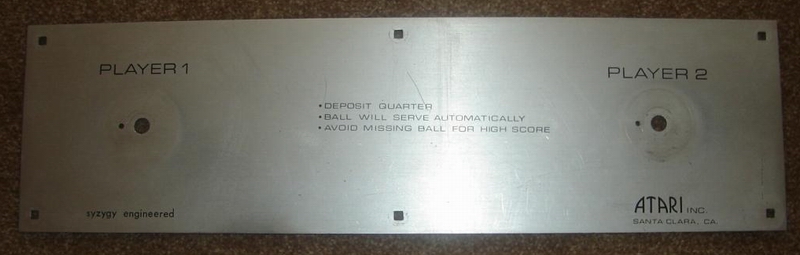 PLAYER 1
PLAYER 2
• DEPOSIT QUARTER
• BALL WILL SERVE AUTOMATICALLY
• AVOID MISSING BALL FOR HIGH SCORE
syzygy engineered
ATARI INC.
SANTA CLARA, CA.